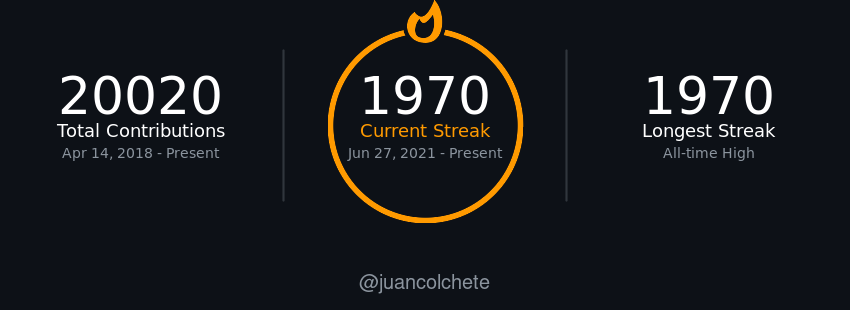 20020
Total Contributions
Apr 14, 2018 - Present
1970
Current Streak
Jun 27, 2021 - Present
1970
Longest Streak
All-time High
@juancolchete